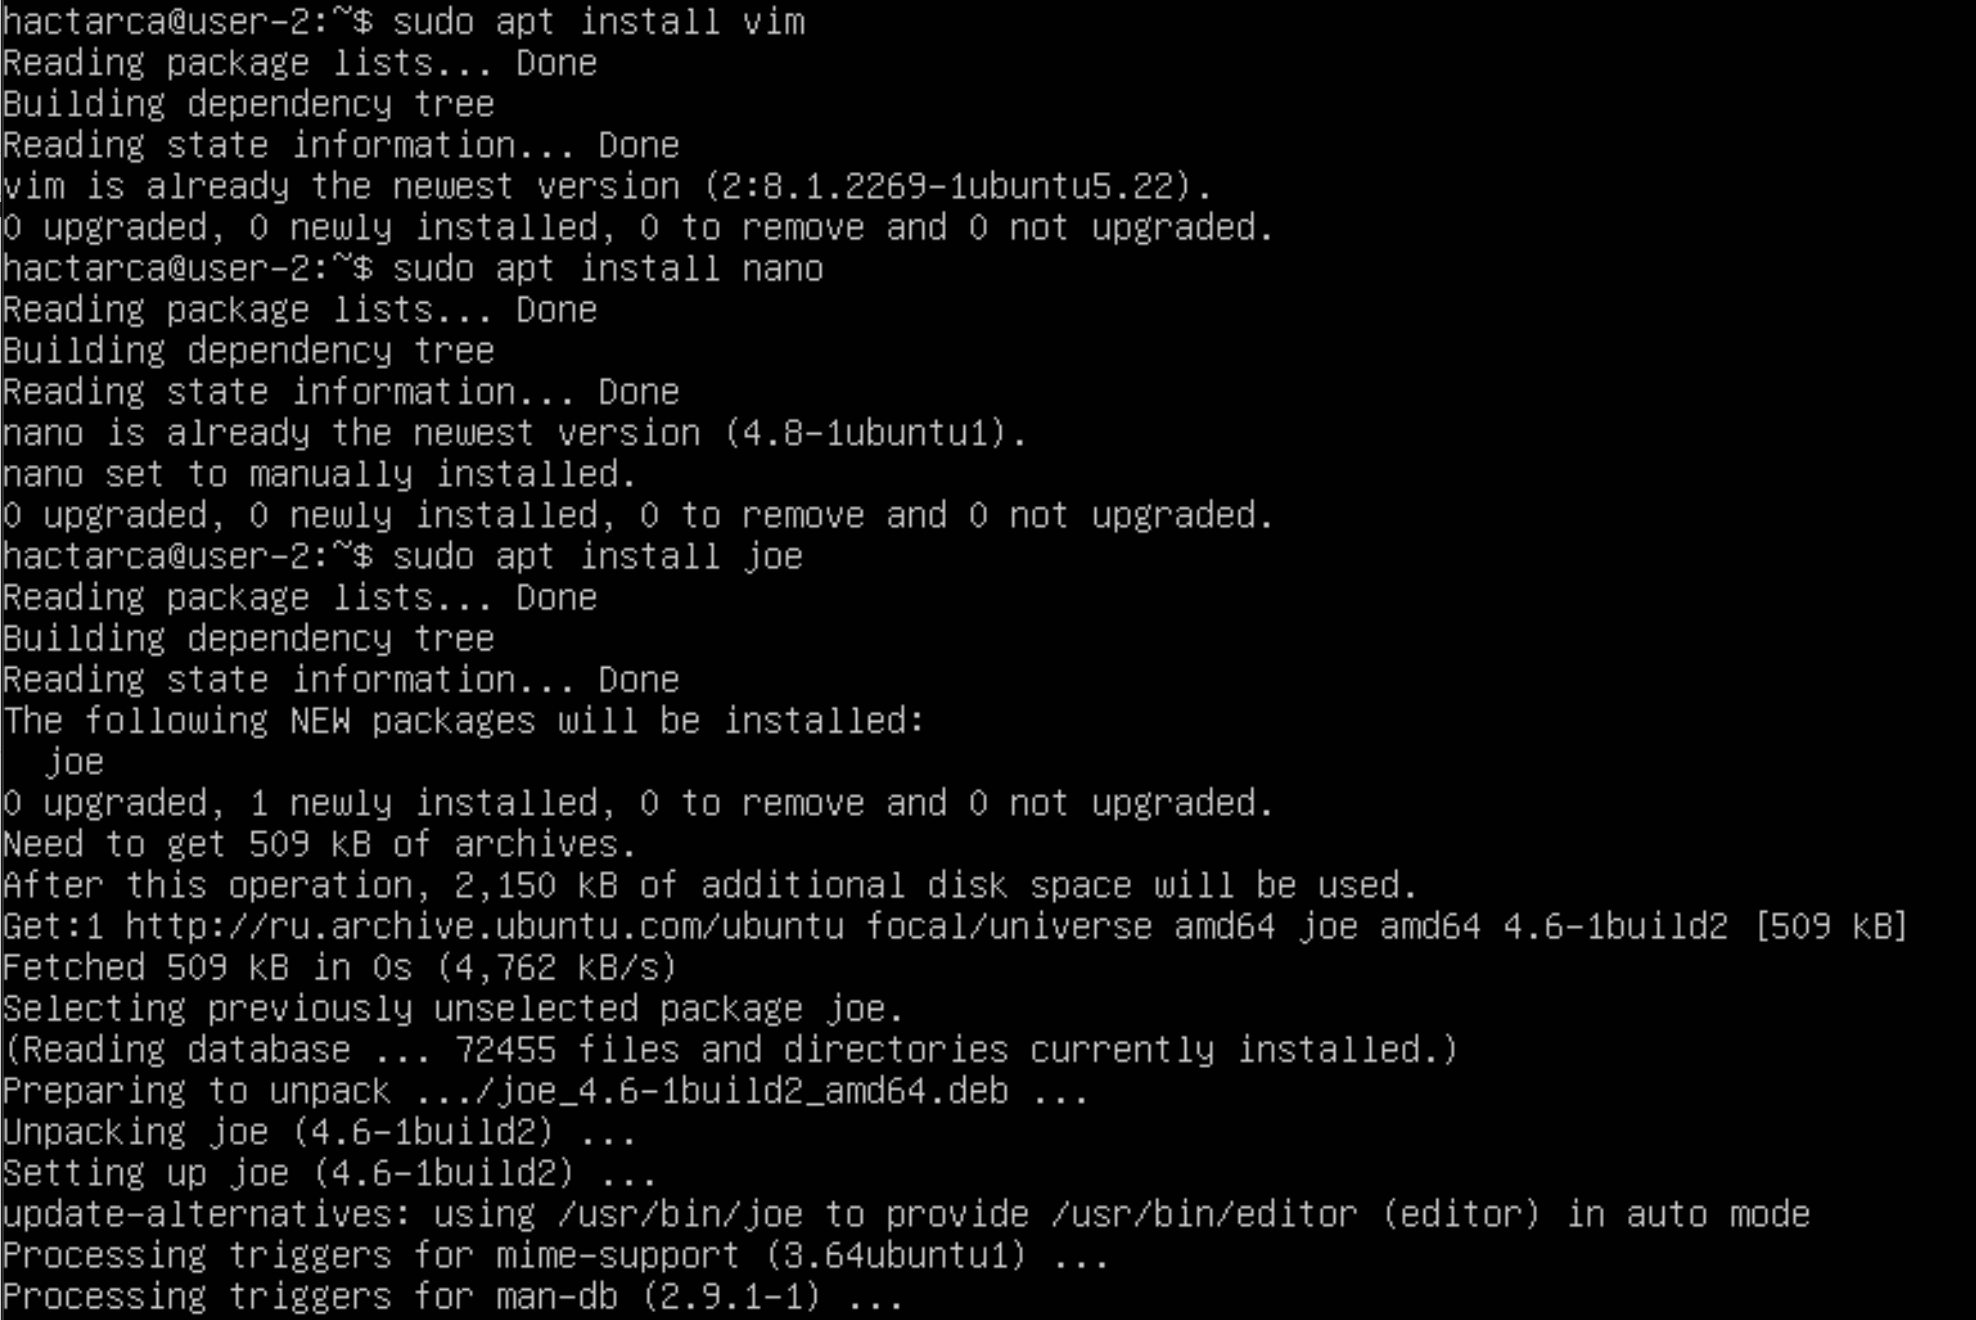 hactarca@user-2:~$ sudo apt install vim
Reading package lists... Done
Building dependency tree
Reading state information... Done
vim is already the newest version (2:8.1.2269-1ubuntu5.22).
0 upgraded, 0 newly installed, 0 to remove and 0 not upgraded.
hactarca@user-2:~$ sudo apt install nano
Reading package lists... Done
Building dependency tree
Reading state information... Done
nano is already the newest version (4.8-1ubuntu1).
nano set to manually installed.
0 upgraded, 0 newly installed, 0 to remove and 0 not upgraded.
hactarca@user-2:~$ sudo apt install joe
Reading package lists... Done
Building dependency tree
Reading state information... Done
The following NEW packages will be installed:
  joe
0 upgraded, 1 newly installed, 0 to remove and 0 not upgraded.
Need to get 509 kB of archives.
After this operation, 2,150 kB of additional disk space will be used.
Get:1 http://ru.archive.ubuntu.com/ubuntu focal/universe amd64 joe amd64 4.6-1build2 [509 kB]
Fetched 509 kB in 0s (4,762 kB/s)
Selecting previously unselected package joe.
(Reading database ... 72455 files and directories currently installed.)
Preparing to unpack .../joe_4.6-1build2_amd64.deb ...
Unpacking joe (4.6-1build2) ...
Setting up joe (4.6-1build2) ...
update-alternatives: using /usr/bin/joe to provide /usr/bin/editor (editor) in auto mode
Processing triggers for mime-support (3.64ubuntu1) ...
Processing triggers for man-db (2.9.1-1) ...